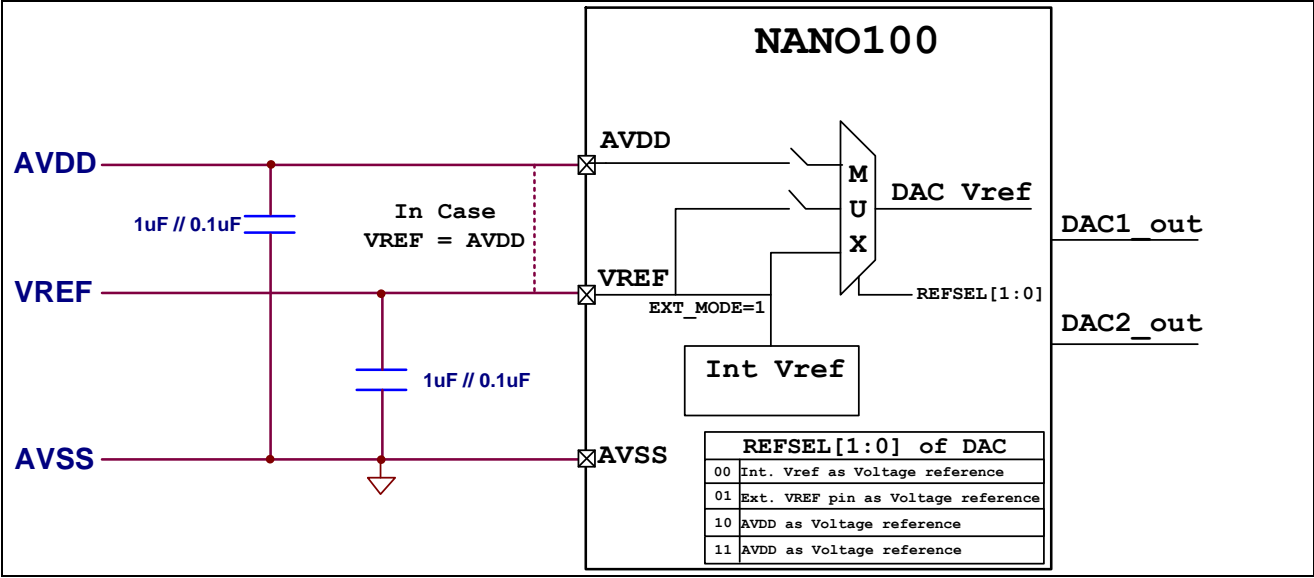 NANO100
AVDD
AVDD
1uF // 0.1uF
In Case
VREF = AVDD
M
U
X
DAC Vref
DAC1_out
VREF
VREF
EXT_MODE=1
REFSEL[1:0]
DAC2_out
Int Vref
1uF // 0.1uF
AVSS
AVSS
REFSEL[1:0] of DAC
00 Int. Vref as Voltage reference
01 Ext. VREF pin as Voltage reference
10 AVDD as Voltage reference
11 AVDD as Voltage reference